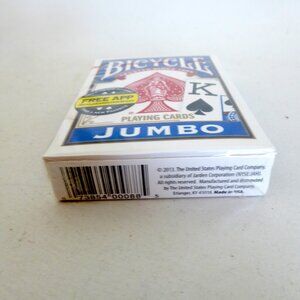 BICYCLE
FREE APP
K
PLAYING CARDS
JUMBO
© 2013. The United States Playing Card Company,
a subsidiary of Jarden Corporation (NYSE:JAH).
All rights reserved. Manufactured and distributed
by The United States Playing Card Company,
Erlanger, KY 41018. Made in USA.
73854 00088